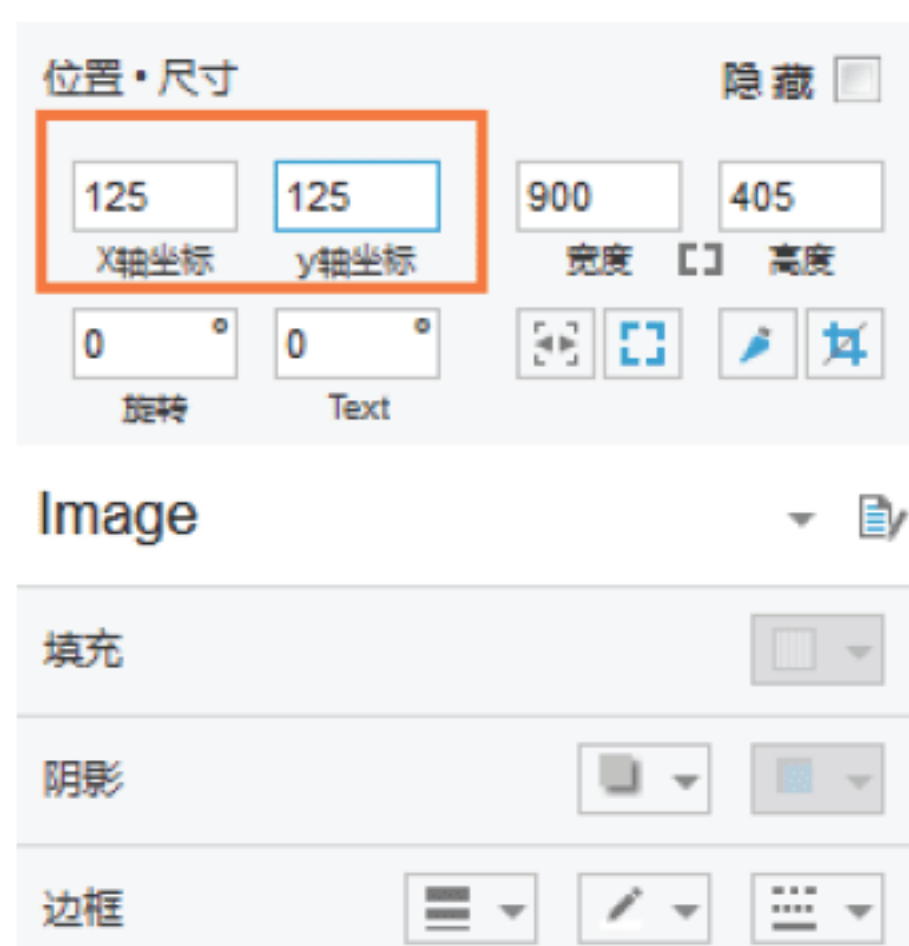 位置·尺寸 隐藏
125 125 900 405
X轴坐标 y轴坐标 宽度 高度
0° 0°
旋转 Text
Image
填充
阴影
边框